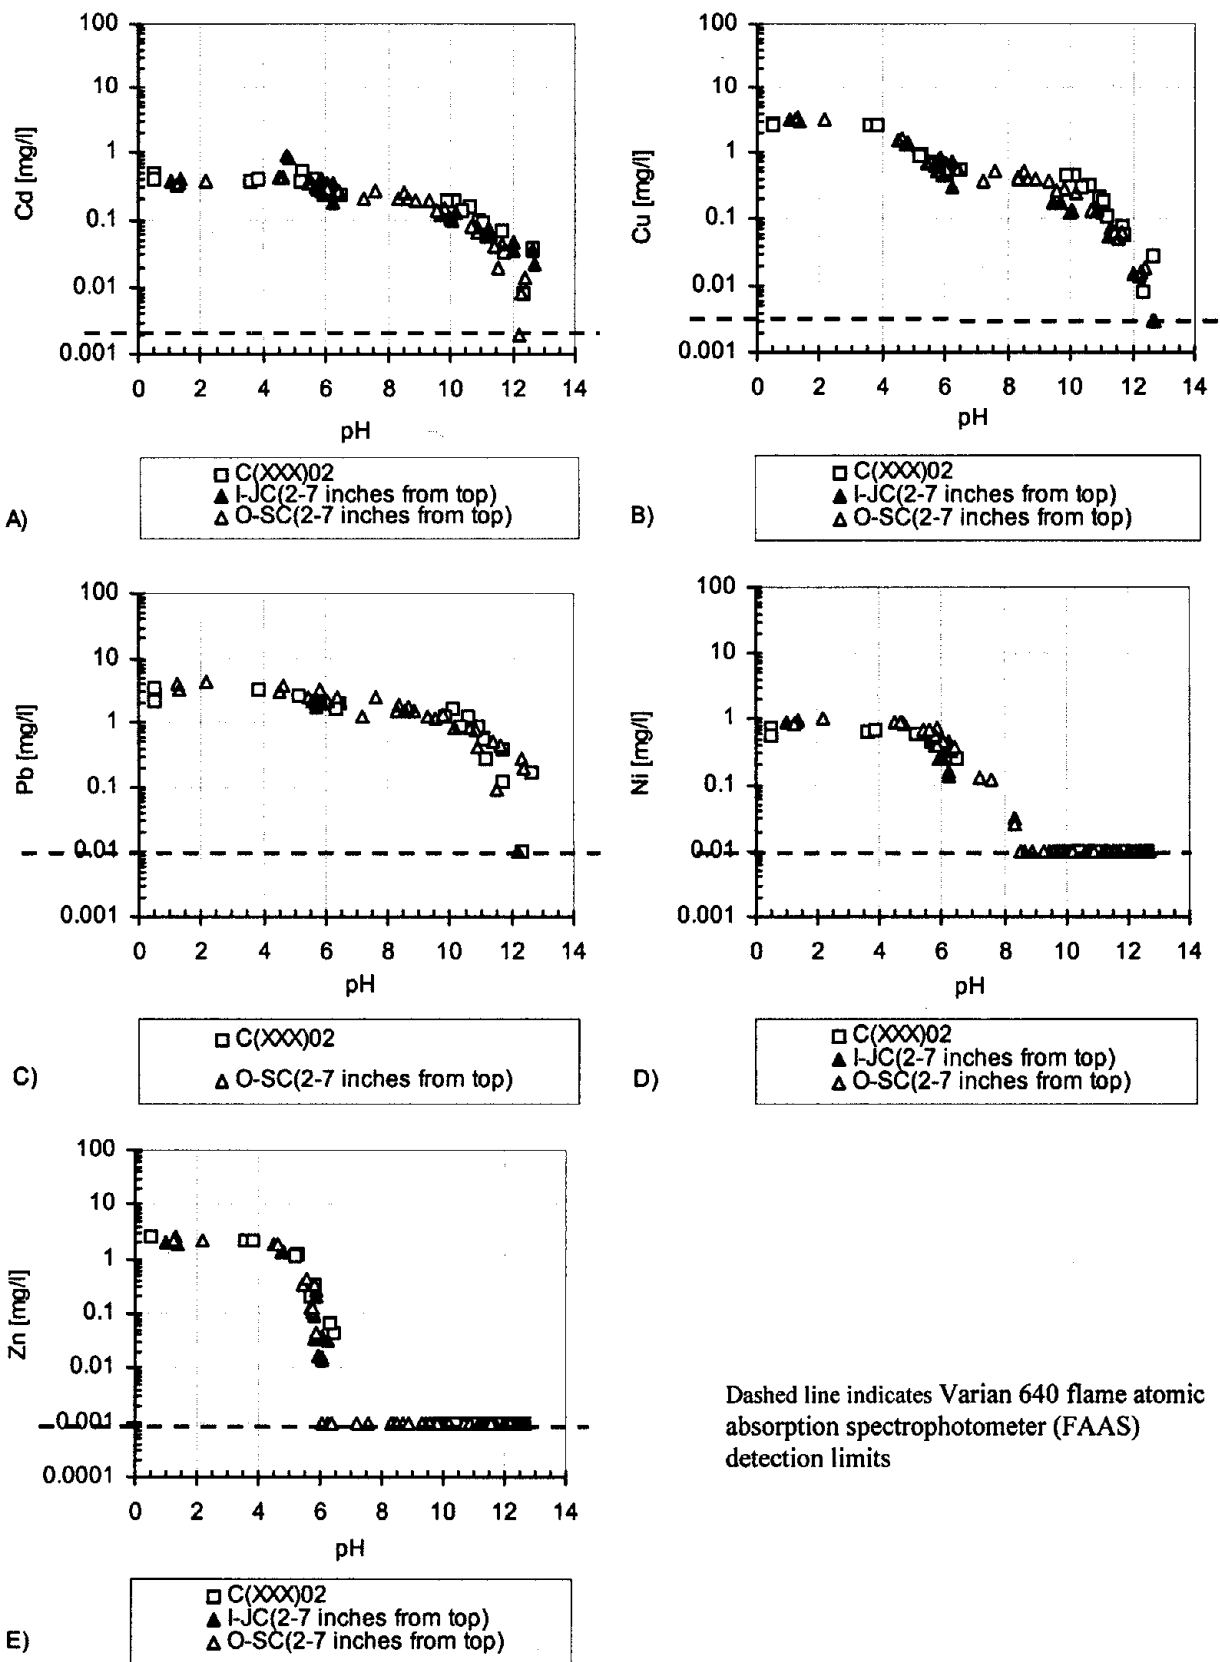 100
10
1
0.1
0.01
0.001
Cd [mg/l]
0 2 4 6 8 10 12 14
pH
C(XXX)02
I-JC(2-7 inches from top)
O-SC(2-7 inches from top)
A)
100
10
1
0.1
0.01
0.001
Cu [mg/l]
0 2 4 6 8 10 12 14
pH
C(XXX)02
I-JC(2-7 inches from top)
O-SC(2-7 inches from top)
B)
100
10
1
0.1
0.01
0.001
Pb [mg/l]
0 2 4 6 8 10 12 14
pH
C(XXX)02
O-SC(2-7 inches from top)
C)
100
10
1
0.1
0.01
0.001
Ni [mg/l]
0 2 4 6 8 10 12 14
pH
C(XXX)02
I-JC(2-7 inches from top)
O-SC(2-7 inches from top)
D)
100
10
1
0.1
0.01
0.001
0.0001
Zn [mg/l]
0 2 4 6 8 10 12 14
pH
C(XXX)02
I-JC(2-7 inches from top)
O-SC(2-7 inches from top)
E)
Dashed line indicates Varian 640 flame atomic
absorption spectrophotometer (FAAS)
detection limits